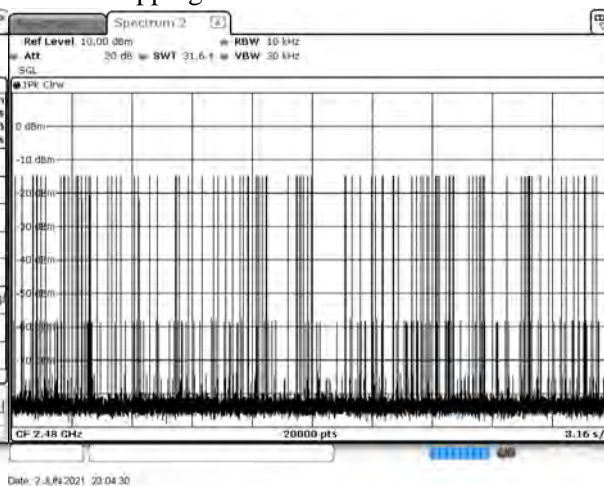 Spectrum 2
Ref Level 10.00 dBm RBW 10 kHz
Att 20 dB SWT 31.6 s VBW 30 kHz
SGL
1Pk Clrw
0 dBm
-10 dBm
-20 dBm
-30 dBm
-40 dBm
-50 dBm
-60 dBm
-70 dBm
CF 2.48 GHz 20000 pts 3.16 s/
Date: 2.JUN.2021 23:04:30